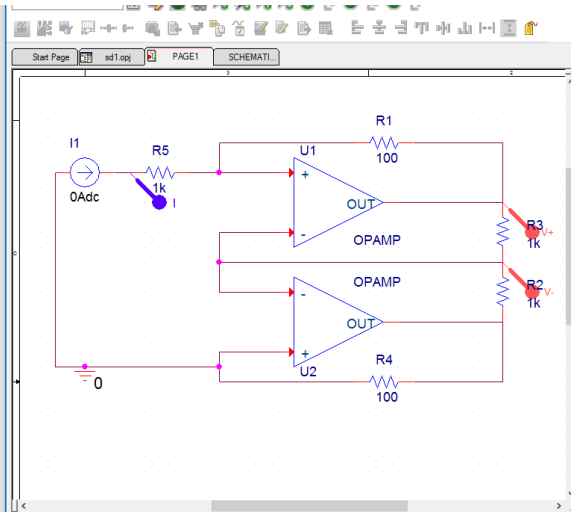 Start Page
sd1.opj
PAGE1
SCHEMATI...
3
2
I1
0Adc
R5
1k
I
U1
+
-
OUT
OPAMP
R1
100
R3
1k
V+
C
OPAMP
-
+
OUT
U2
R2
1k
V-
R4
100
0